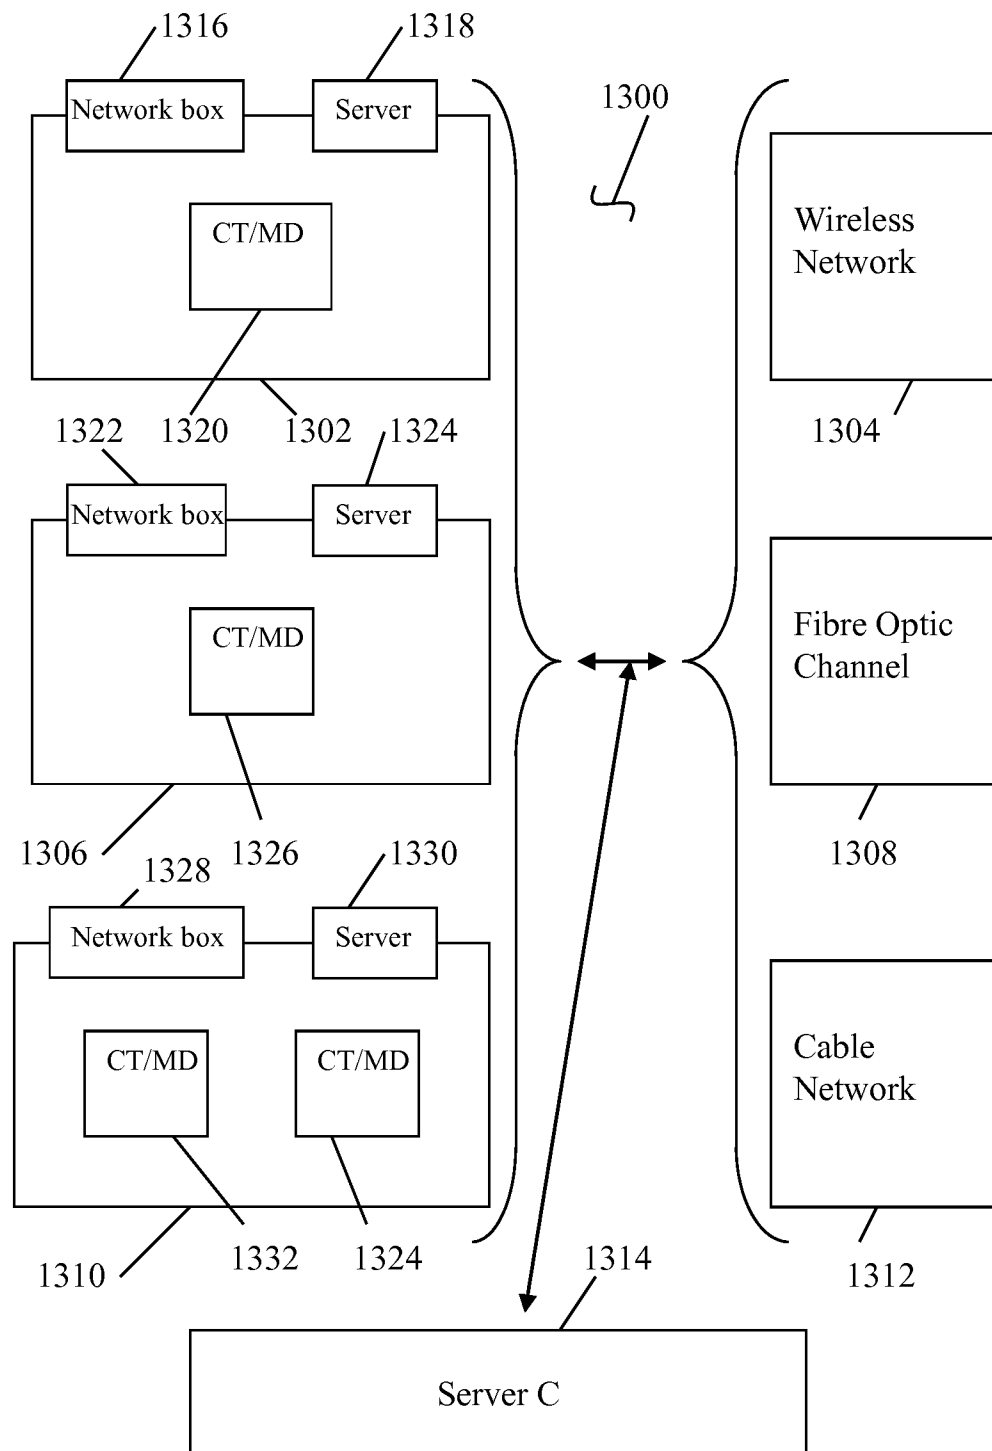 1316
1318
1300
Network box
Server
CT/MD
Wireless
Network
1322
1320
1302
1324
1304
Network box
Server
CT/MD
Fibre Optic
Channel
1306
1326
1330
1308
1328
Network box
Server
CT/MD
CT/MD
Cable
Network
1310
1332
1324
1314
1312
Server C